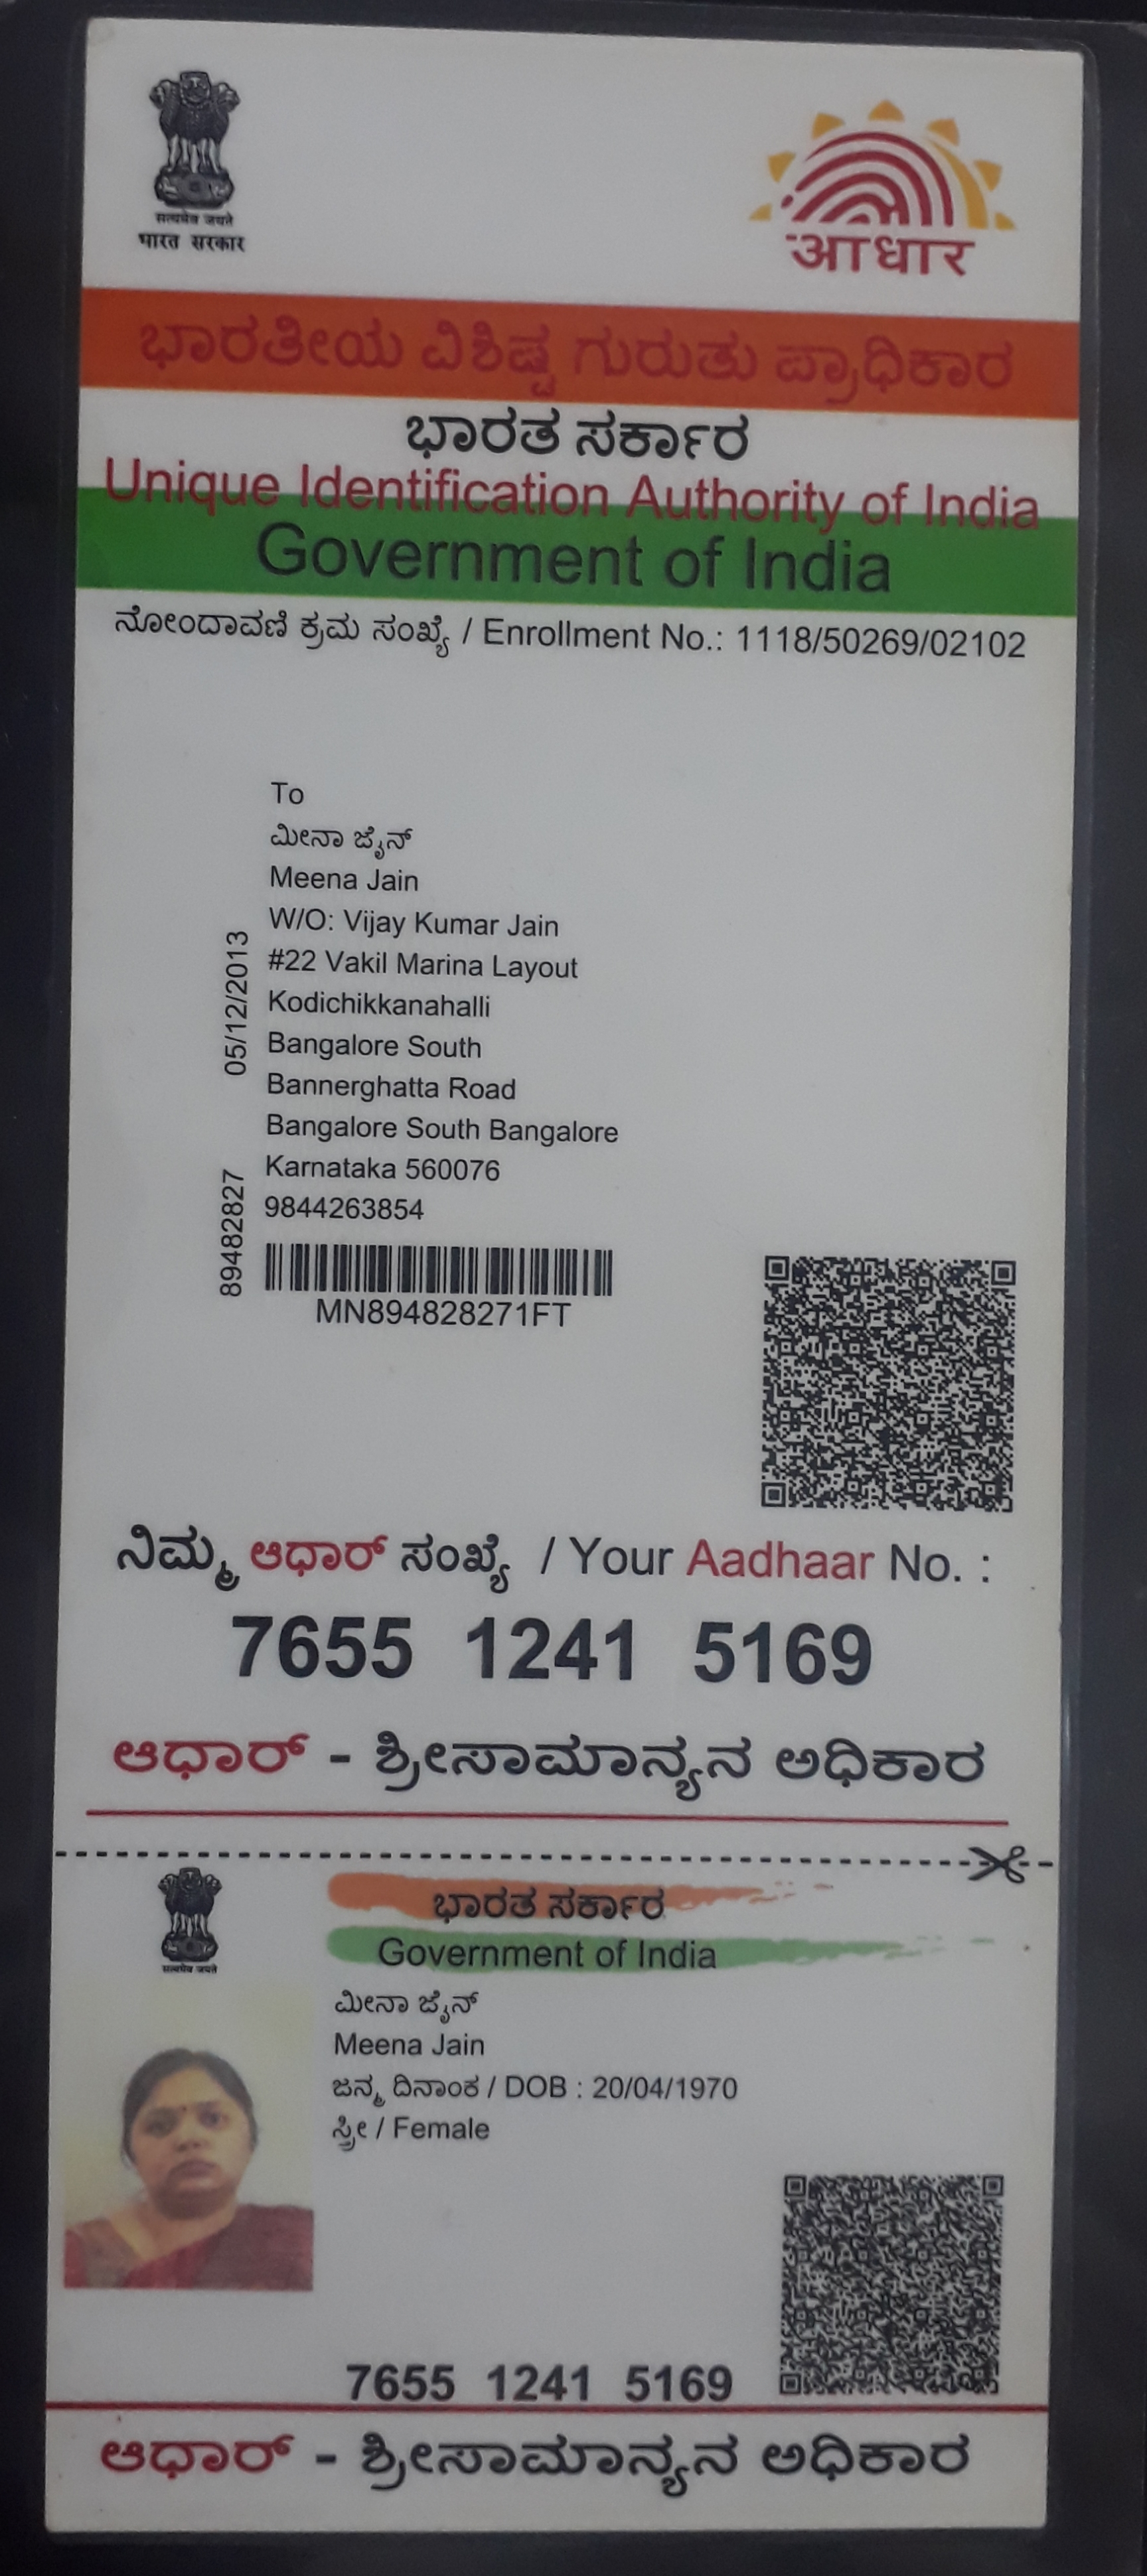 सत्यमेव जयते
भारत सरकार
आधार
ಭಾರತೀಯ ವಿಶಿಷ್ಟ ಗುರುತು ಪ್ರಾಧಿಕಾರ
ಭಾರತ ಸರ್ಕಾರ
Unique Identification Authority of India
Government of India
ನೋಂದಾವಣಿ ಕ್ರಮ ಸಂಖ್ಯೆ / Enrollment No.: 1118/50269/02102
To
ಮೀನಾ ಜೈನ್
Meena Jain
W/O: Vijay Kumar Jain
#22 Vakil Marina Layout
Kodichikkanahalli
Bangalore South
Bannerghatta Road
Bangalore South Bangalore
Karnataka 560076
9844263854
05/12/2013
89482827
MN894828271FT
ನಿಮ್ಮ ಆಧಾರ್ ಸಂಖ್ಯೆ / Your Aadhaar No. :
7655 1241 5169
ಆಧಾರ್ - ಶ್ರೀಸಾಮಾನ್ಯನ ಅಧಿಕಾರ
सत्यमेव जयते
ಭಾರತ ಸರ್ಕಾರ
Government of India
ಮೀನಾ ಜೈನ್
Meena Jain
ಜನ್ಮ ದಿನಾಂಕ / DOB : 20/04/1970
ಸ್ತ್ರೀ / Female
7655 1241 5169
ಆಧಾರ್ - ಶ್ರೀಸಾಮಾನ್ಯನ ಅಧಿಕಾರ